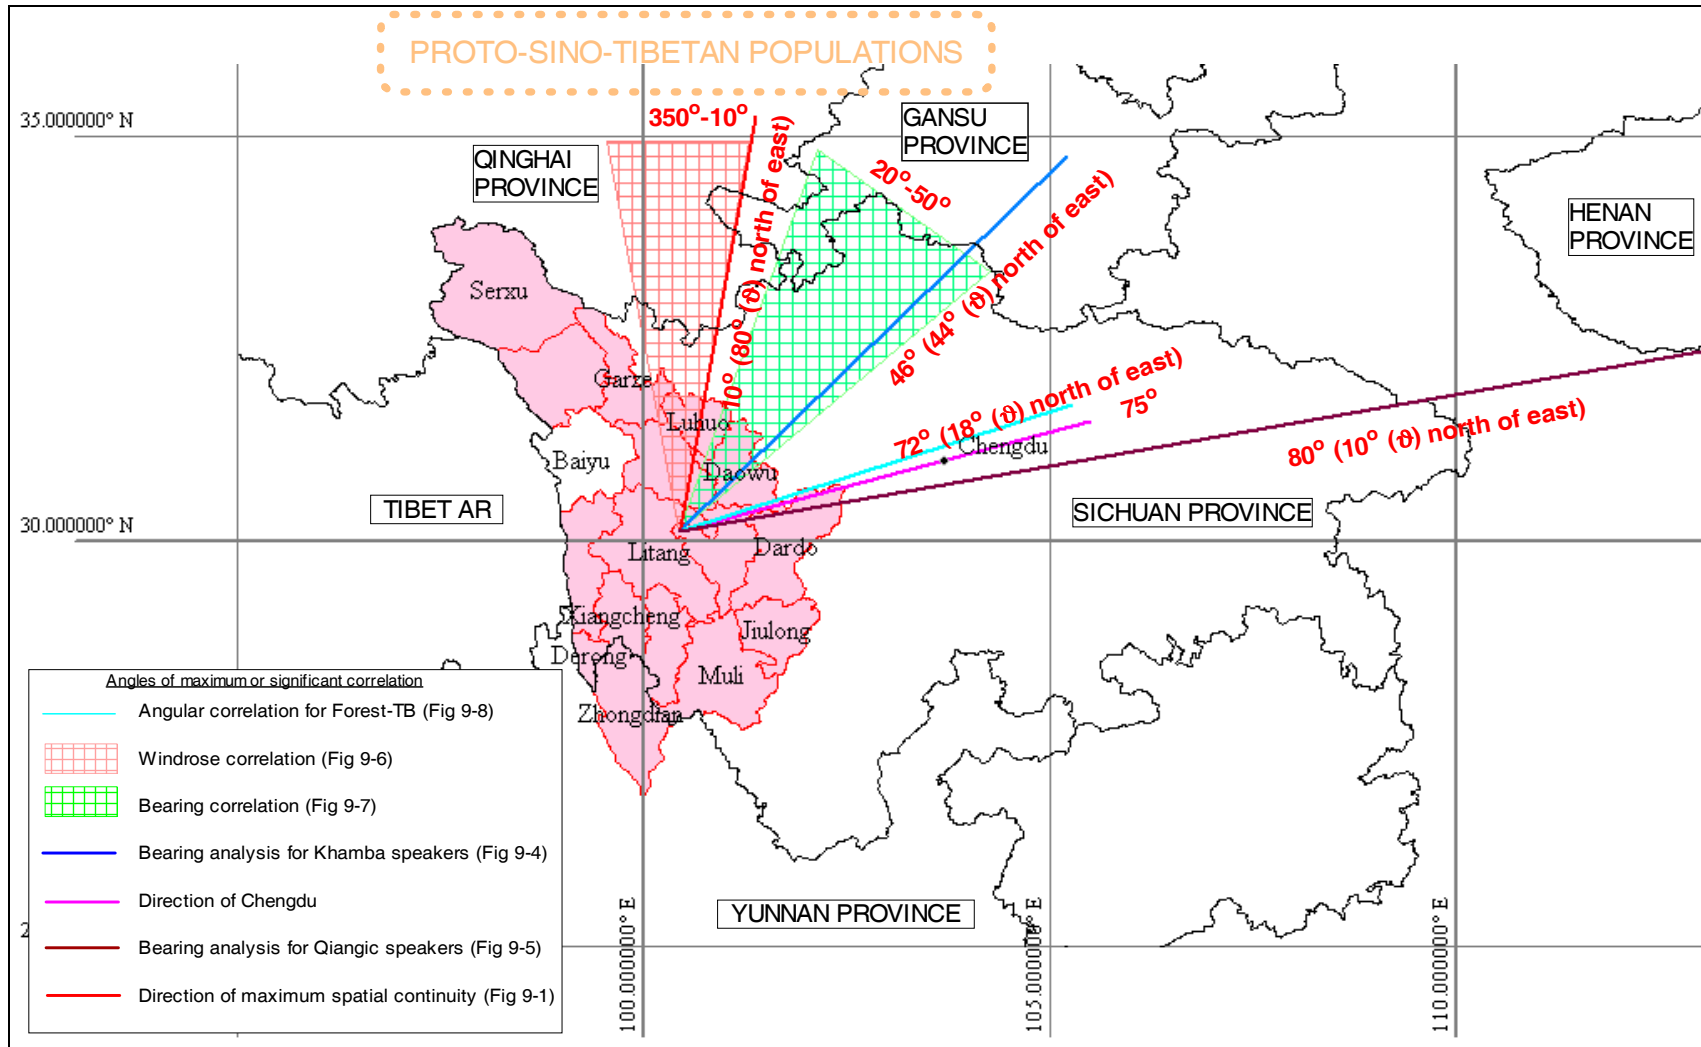 PROTO-SINO-TIBETAN POPULATIONS
35.000000° N
350°-10°
GANSU
PROVINCE
QINGHAI
PROVINCE
20°-50°
HENAN
PROVINCE
10° (80° (ϑ) north of east)
46° (44° (ϑ) north of east)
Serxu
Garze
Luhuo
72° (18° (ϑ) north of east)
75°
Chengdu
80° (10° (ϑ) north of east)
Baiyu
Daowu
TIBET AR
SICHUAN PROVINCE
30.000000° N
Litang
Dardo
Xiangcheng
Jiulong
Derong
Muli
Zhongdian
Angles of maximum or significant correlation
Angular correlation for Forest-TB (Fig 9-8)
Windrose correlation (Fig 9-6)
Bearing correlation (Fig 9-7)
Bearing analysis for Khamba speakers (Fig 9-4)
Direction of Chengdu
Bearing analysis for Qiangic speakers (Fig 9-5)
Direction of maximum spatial continuity (Fig 9-1)
YUNNAN PROVINCE
2
100.0000000° E
105.0000000° E
110.0000000° E